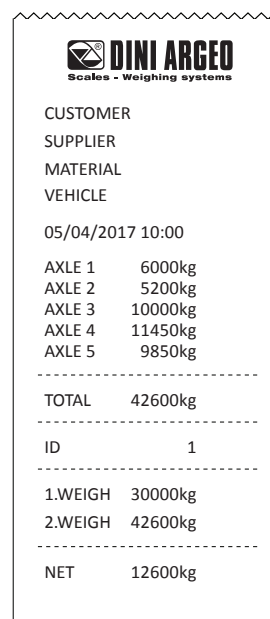 DINI ARGEO
Scales - Weighing systems
CUSTOMER
SUPPLIER
MATERIAL
VEHICLE
05/04/2017 10:00
AXLE 1 6000kg
AXLE 2 5200kg
AXLE 3 10000kg
AXLE 4 11450kg
AXLE 5 9850kg
TOTAL 42600kg
ID 1
1.WEIGH 30000kg
2.WEIGH 42600kg
NET 12600kg